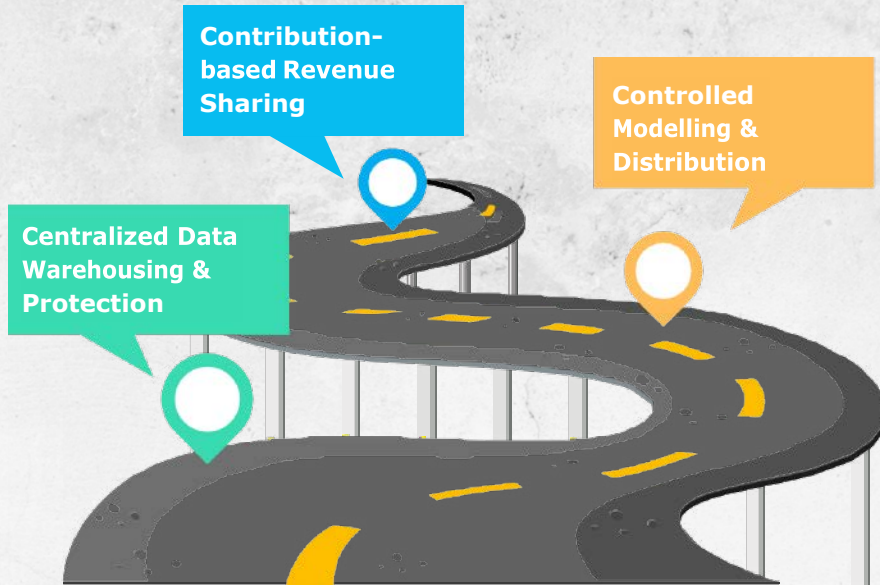 Contribution-
based Revenue
Sharing
Controlled
Modelling &
Distribution
Centralized Data
Warehousing &
Protection